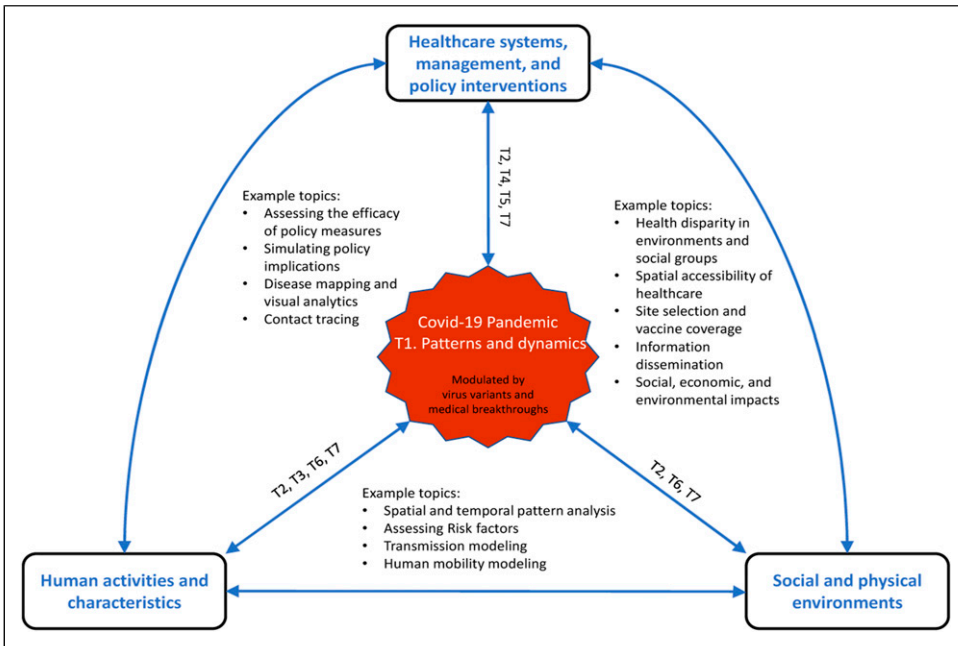 Healthcare systems,
management, and
policy interventions
T2, T4, T5, T7
Example topics:
• Assessing the efficacy
of policy measures
• Simulating policy
implications
• Disease mapping and
visual analytics
• Contact tracing
Example topics:
• Health disparity in
environments and
social groups
• Spatial accessibility of
healthcare
• Site selection and
vaccine coverage
• Information
dissemination
• Social, economic, and
environmental impacts
Covid-19 Pandemic
T1. Patterns and dynamics
Modulated by
virus variants and
medical breakthroughs
T2, T3, T6, T7
T2, T6, T7
Example topics:
• Spatial and temporal pattern analysis
• Assessing Risk factors
• Transmission modeling
• Human mobility modeling
Human activities and
characteristics
Social and physical
environments